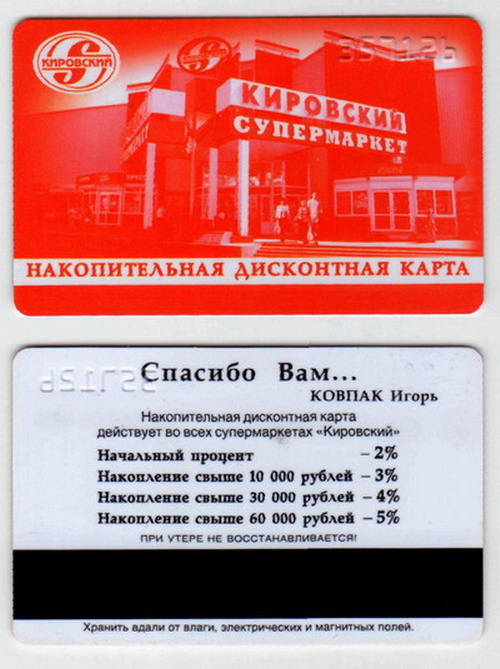 КИРОВСКИЙ
КИРОВСКИЙ
СУПЕРМАРКЕТ
НАКОПИТЕЛЬНАЯ ДИСКОНТНАЯ КАРТА
Спасибо Вам...
КОВПАК Игорь
Накопительная дисконтная карта
действует во всех супермаркетах «Кировский»
Начальный процент – 2%
Накопление свыше 10 000 рублей – 3%
Накопление свыше 30 000 рублей – 4%
Накопление свыше 60 000 рублей – 5%
ПРИ УТЕРЕ НЕ ВОССТАНАВЛИВАЕТСЯ!
Хранить вдали от влаги, электрических и магнитных полей.